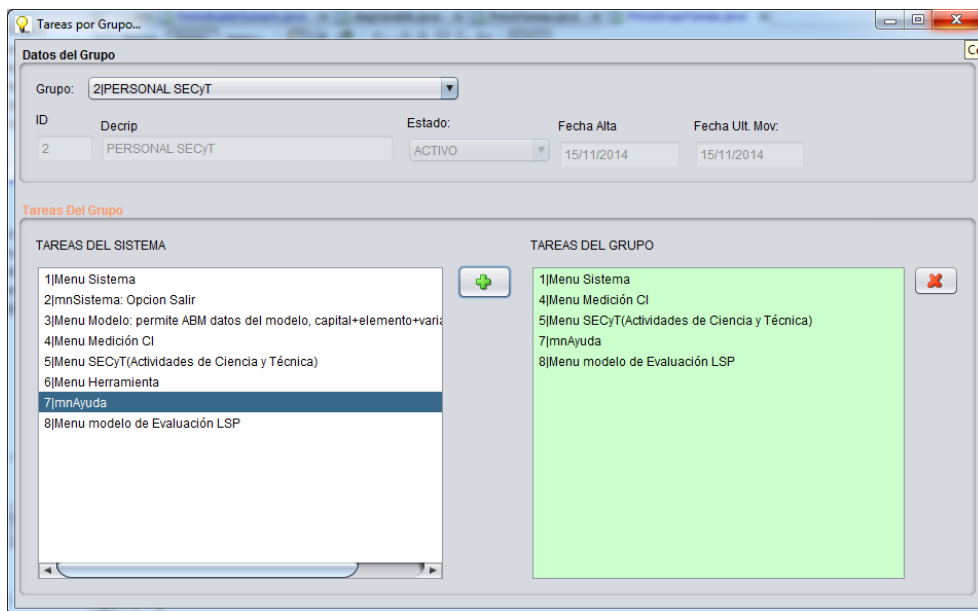 Tareas por Grupo...
Datos del Grupo
Grupo: 2|PERSONAL SECyT
ID Decrip Estado: Fecha Alta Fecha Ult. Mov:
2 PERSONAL SECyT ACTIVO 15/11/2014 15/11/2014
Tareas Del Grupo
TAREAS DEL SISTEMA
1|Menu Sistema
2|mnSistema: Opcion Salir
3|Menu Modelo: permite ABM datos del modelo, capital+elemento+varia
4|Menu Medición CI
5|Menu SECyT(Actividades de Ciencia y Técnica)
6|Menu Herramienta
7|mnAyuda
8|Menu modelo de Evaluación LSP
TAREAS DEL GRUPO
1|Menu Sistema
4|Menu Medición CI
5|Menu SECyT(Actividades de Ciencia y Técnica)
7|mnAyuda
8|Menu modelo de Evaluación LSP